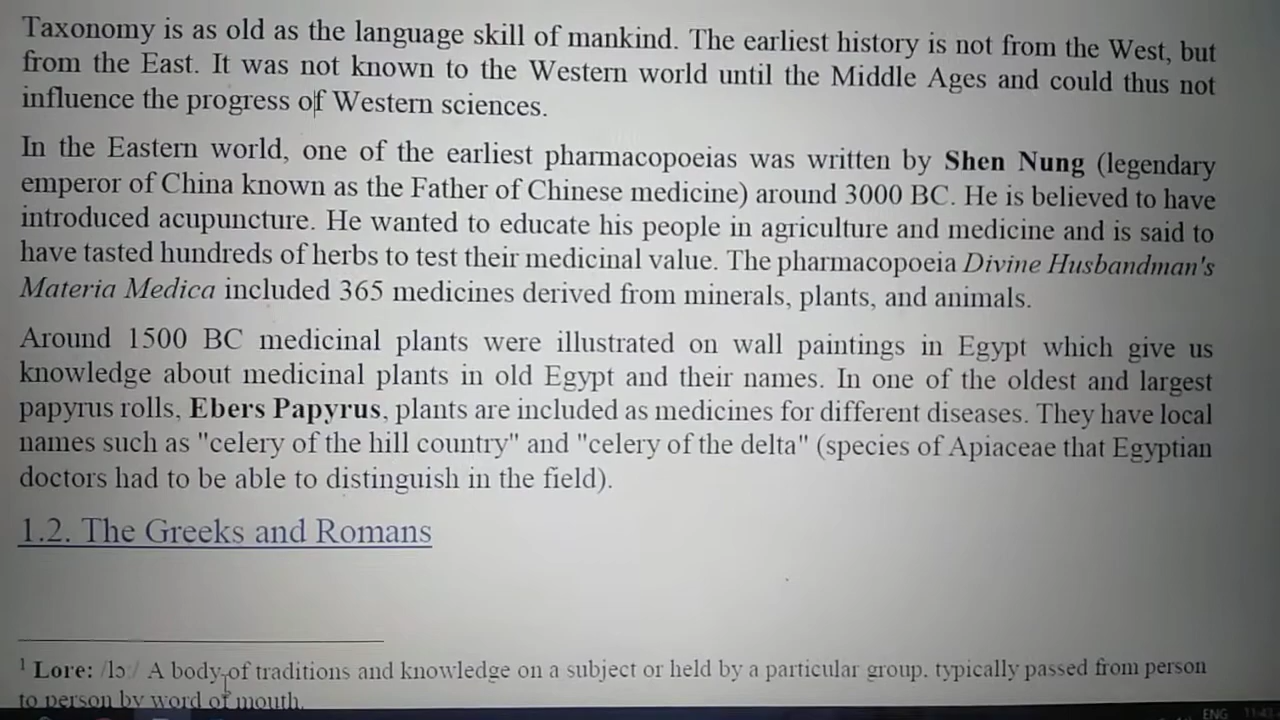 Taxonomy is as old as the language skill of mankind. The earliest history is not from the West, but
from the East. It was not known to the Western world until the Middle Ages and could thus not
influence the progress of Western sciences.
In the Eastern world, one of the earliest pharmacopoeias was written by Shen Nung (legendary
emperor of China known as the Father of Chinese medicine) around 3000 BC. He is believed to have
introduced acupuncture. He wanted to educate his people in agriculture and medicine and is said to
have tasted hundreds of herbs to test their medicinal value. The pharmacopoeia Divine Husbandman's
Materia Medica included 365 medicines derived from minerals, plants, and animals.
Around 1500 BC medicinal plants were illustrated on wall paintings in Egypt which give us
knowledge about medicinal plants in old Egypt and their names. In one of the oldest and largest
papyrus rolls, Ebers Papyrus, plants are included as medicines for different diseases. They have local
names such as "celery of the hill country" and "celery of the delta" (species of Apiaceae that Egyptian
doctors had to be able to distinguish in the field).
1.2. The Greeks and Romans
1 Lore: /lɔː/ A body of traditions and knowledge on a subject or held by a particular group, typically passed from person
to person by word of mouth.
ENG 11:43